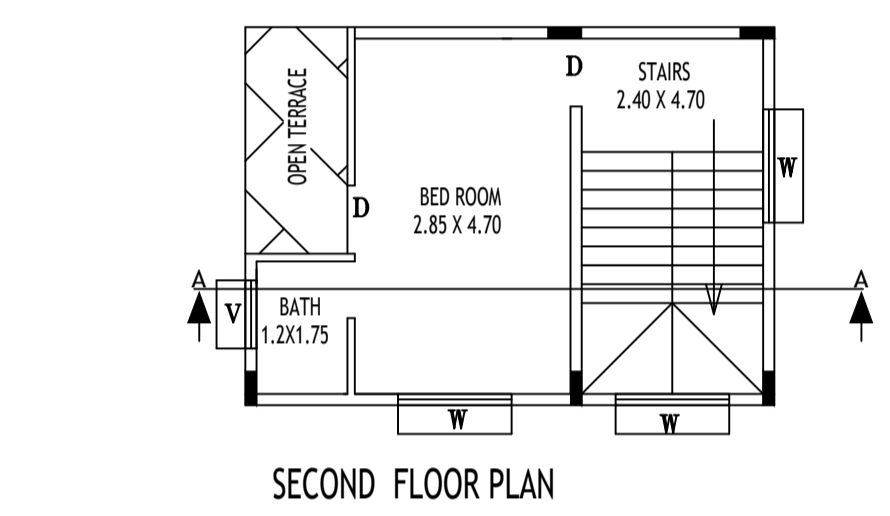 D
STAIRS
2.40 X 4.70
OPEN TERRACE
W
BED ROOM
2.85 X 4.70
D
A
A
V
BATH
1.2X1.75
W
W
SECOND FLOOR PLAN